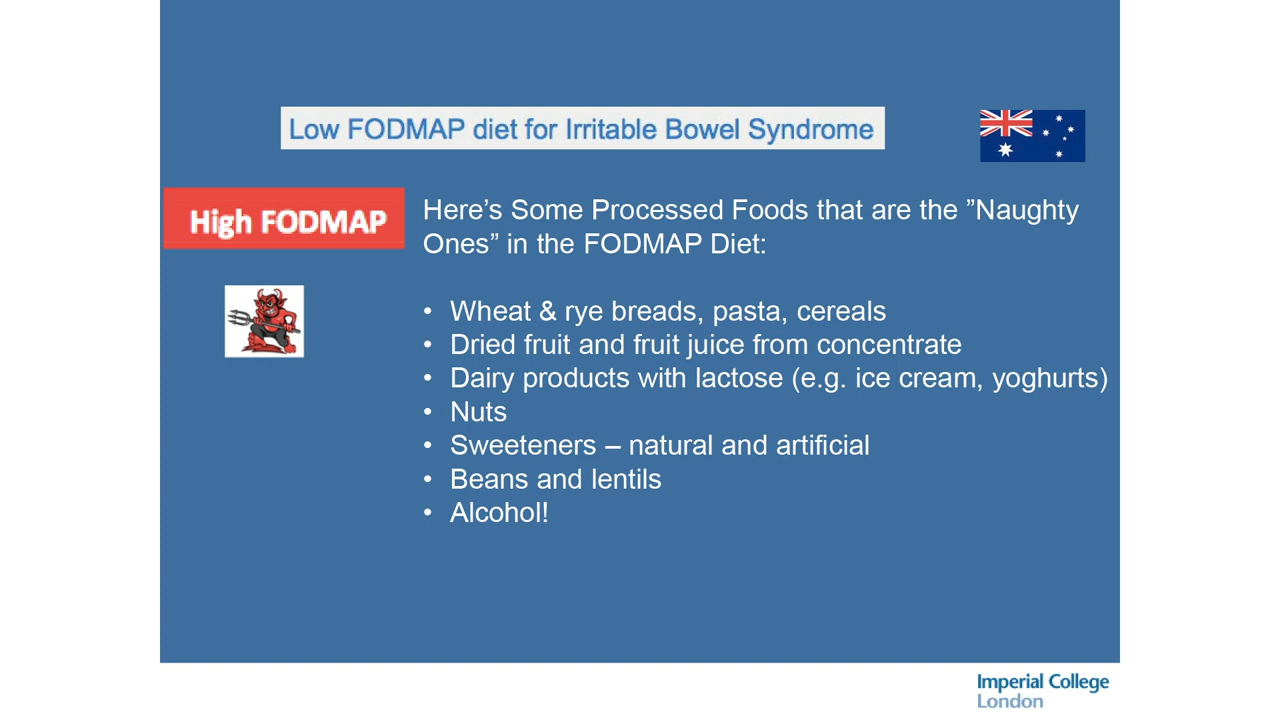 Low FODMAP diet for Irritable Bowel Syndrome
High FODMAP
Here’s Some Processed Foods that are the ”Naughty
Ones” in the FODMAP Diet:
• Wheat & rye breads, pasta, cereals
• Dried fruit and fruit juice from concentrate
• Dairy products with lactose (e.g. ice cream, yoghurts)
• Nuts
• Sweeteners – natural and artificial
• Beans and lentils
• Alcohol!
Imperial College
London